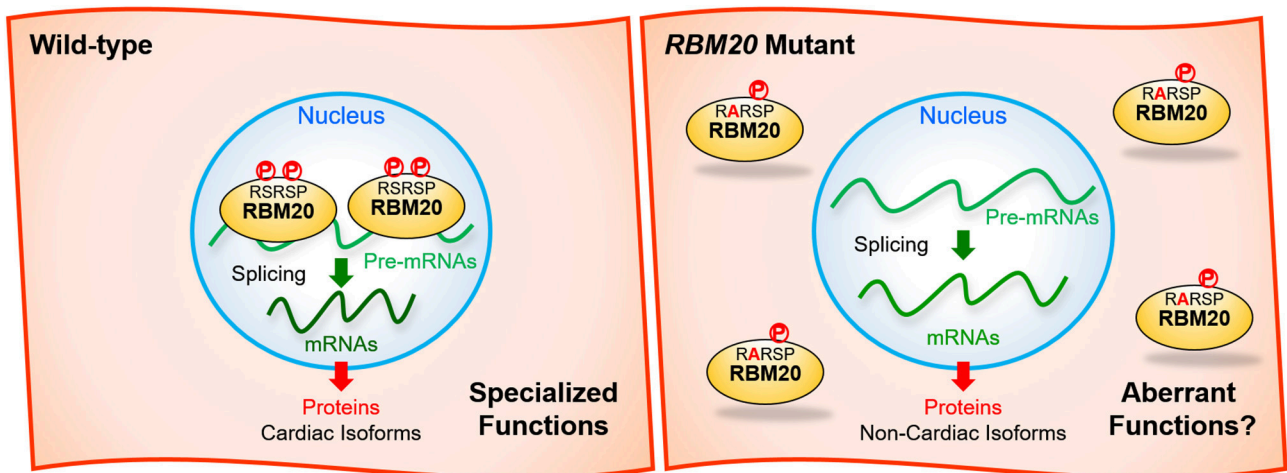 Wild-type
Nucleus
P P
RSRSP
RBM20
P P
RSRSP
RBM20
Pre-mRNAs
Splicing
mRNAs
Proteins
Cardiac Isoforms
Specialized
Functions
RBM20 Mutant
P
RARSP
RBM20
P
RARSP
RBM20
Nucleus
Pre-mRNAs
Splicing
mRNAs
P
RARSP
RBM20
P
RARSP
RBM20
Proteins
Non-Cardiac Isoforms
Aberrant
Functions?